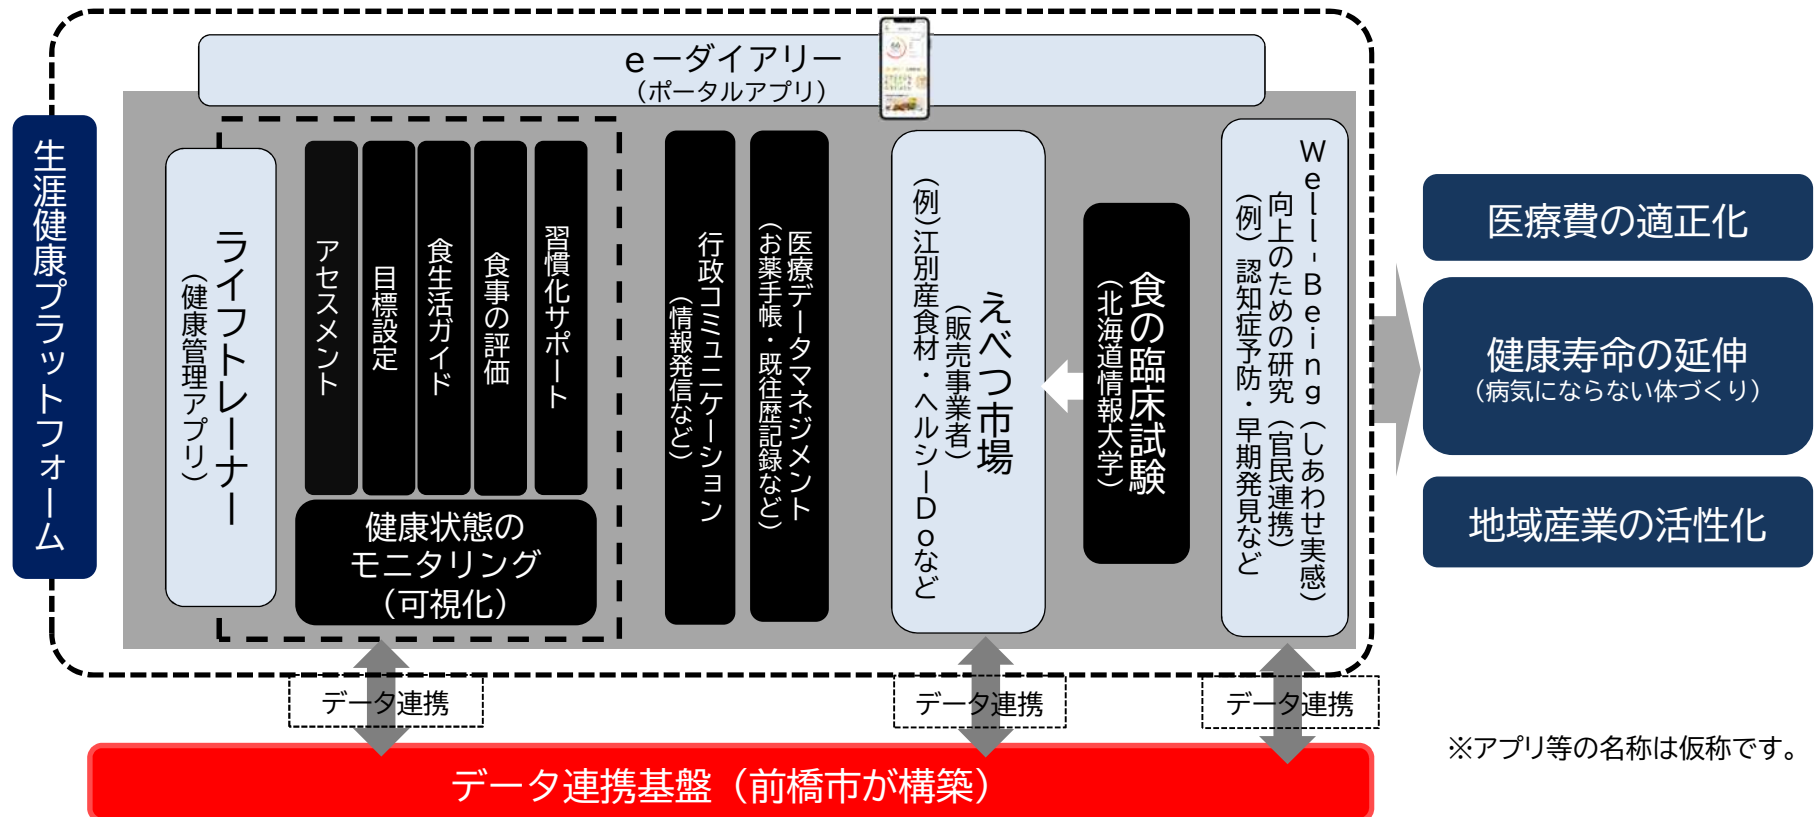 eーダイアリー
（ポータルアプリ）
生涯健康プラットフォーム
ライフトレーナー
（健康管理アプリ）
アセスメント
目標設定
食生活ガイド
食事の評価
習慣化サポート
健康状態の
モニタリング
（可視化）
行政コミュニケーション
（情報発信など）
医療データマネジメント
（お薬手帳・既往歴記録など）
えべつ市場
（販売事業者）
（例）江別産食材・ヘルシーDoなど
食の臨床試験
（北海道情報大学）
Well-Being（しあわせ実感）
向上のための研究（官民連携）
（例）認知症予防・早期発見など
医療費の適正化
健康寿命の延伸
（病気にならない体づくり）
地域産業の活性化
データ連携
データ連携
データ連携
※アプリ等の名称は仮称です。
データ連携基盤（前橋市が構築）